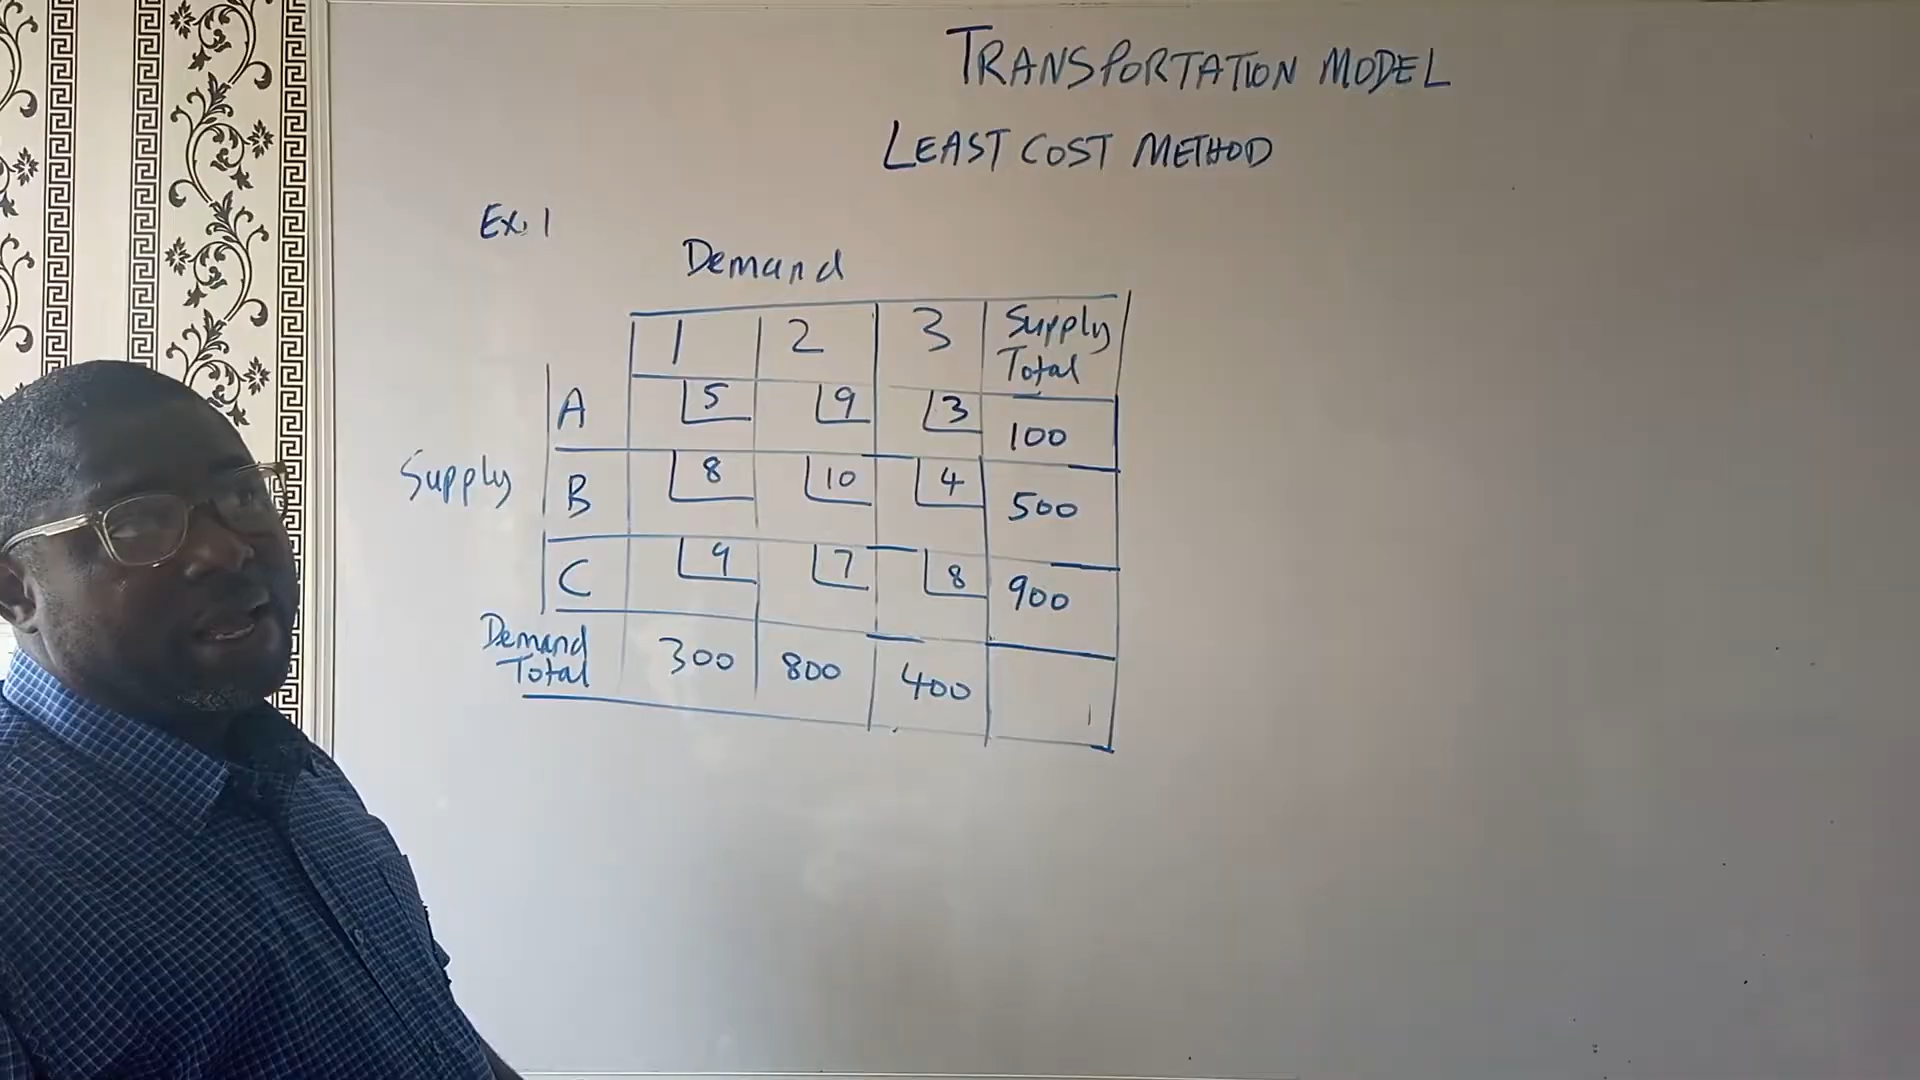 TRANSPORTATION MODEL
LEAST COST METHOD
Ex. 1
Demand
1 2 3 Supply Total
A 5 9 3 100
Supply
B 8 10 4 500
C 9 7 8 900
Demand Total 300 800 400